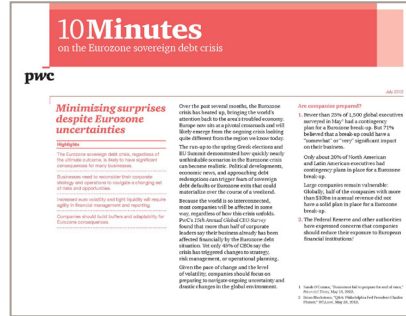 10Minutes
on the Eurozone sovereign debt crisis
pwc
July 2012
Minimizing surprises
despite Eurozone
uncertainties
Highlights
The Eurozone sovereign debt crisis, regardless of
the ultimate outcome, is likely to have significant
consequences for many businesses.
Businesses need to reconsider their corporate
strategy and operations to navigate a changing set
of risks and opportunities.
Increased euro volatility and tight liquidity will require
agility in financial management and reporting.
Companies should build buffers and adaptability for
Eurozone consequences.
Over the past several months, the Eurozone
crisis has heated up, bringing the world's
attention back to the area's troubled economy.
Europe now sits at a pivotal crossroads and will
likely emerge from the ongoing crisis looking
quite different from the region we know today.
The run-up to the spring Greek elections and
EU Summit demonstrated how quickly nearly
unthinkable scenarios in the Eurozone crisis
can become realistic. Political developments,
economic news, and approaching debt
redemptions can trigger fears of sovereign
debt defaults or Eurozone exits that could
materialize over the course of a weekend.
Because the world is so interconnected,
most companies will be affected in some
way, regardless of how this crisis unfolds.
PwC's 15th Annual Global CEO Survey
found that more than half of corporate
leaders say their business already has been
affected financially by the Eurozone debt
situation. Yet only 45% of CEOs say the
crisis has triggered changes to strategy,
risk management, or operational planning.
Given the pace of change and the level
of volatility, companies should focus on
preparing to navigate ongoing uncertainty and
drastic changes in the global environment.
Are companies prepared?
1. Fewer than 25% of 1,500 global executives
surveyed in May¹ had a contingency
plan for a Eurozone break-up. But 71%
believed that a break-up could have a
"somewhat" or "very" significant impact
on their business.
Only about 20% of North American
and Latin American executives had
contingency plans in place for a Eurozone
break-up.
Large companies remain vulnerable:
Globally, half of the companies with more
than $10bn in annual revenue did not
have a solid plan in place for a Eurozone
break-up.
2. The Federal Reserve and other authorities
have expressed concerns that companies
should reduce their exposure to European
financial institutions.²